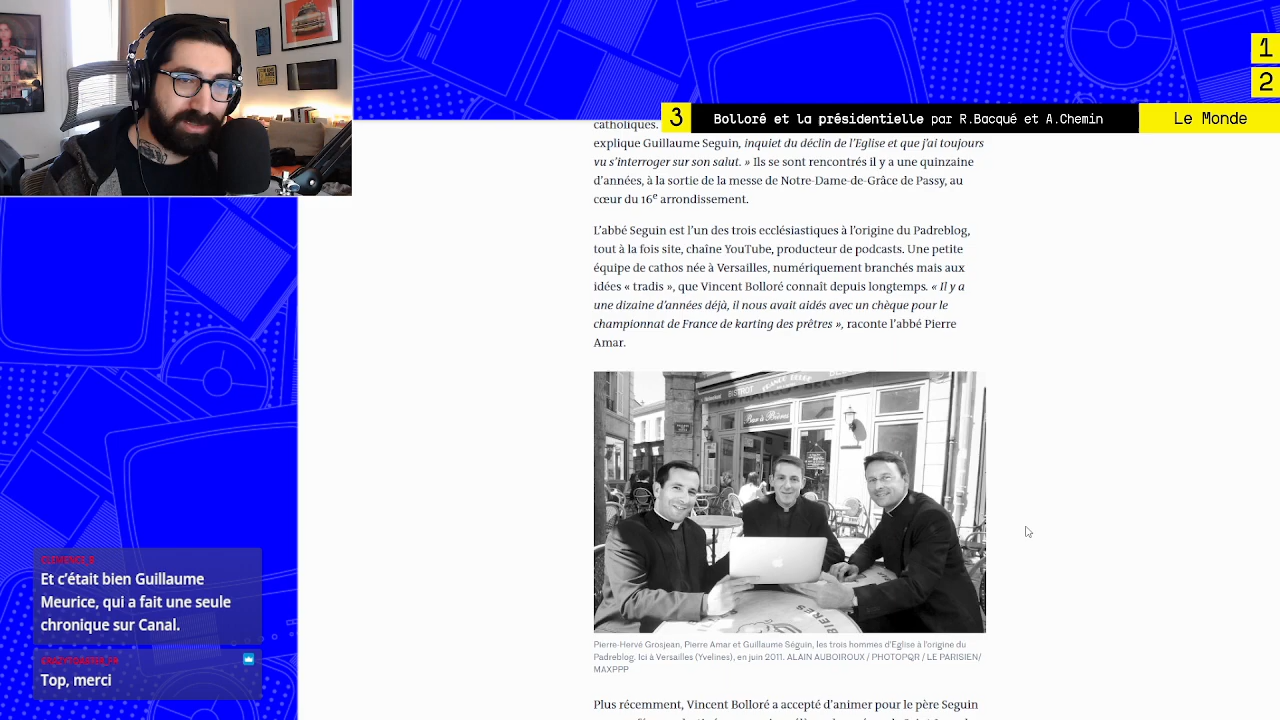 1
2
3 Bolloré et la présidentielle par R.Bacqué et A.Chemin Le Monde
catholiques.
explique Guillaume Seguin, inquiet du déclin de l'Eglise et que j'ai toujours
vu s'interroger sur son salut. » Ils se sont rencontrés il y a une quinzaine
d'années, à la sortie de la messe de Notre-Dame-de-Grâce de Passy, au
cœur du 16e arrondissement.
L'abbé Seguin est l'un des trois ecclésiastiques à l'origine du Padreblog,
tout à la fois site, chaîne YouTube, producteur de podcasts. Une petite
équipe de cathos née à Versailles, numériquement branchés mais aux
idées « tradis », que Vincent Bolloré connaît depuis longtemps. « Il y a
une dizaine d'années déjà, il nous avait aidés avec un chèque pour le
championnat de France de karting des prêtres », raconte l'abbé Pierre
Amar.
BISTROT
FRANCE BELGE
Bar à Bières
BIERES
Pierre-Hervé Grosjean, Pierre Amar et Guillaume Séguin, les trois hommes d'Eglise à l'origine du
Padreblog. Ici à Versailles (Yvelines), en juin 2011. ALAIN AUBOIROUX / PHOTOPQR / LE PARISIEN/
MAXPPP
Plus récemment, Vincent Bolloré a accepté d'animer pour le père Seguin
Et c'était bien Guillaume
Meurice, qui a fait une seule
chronique sur Canal.
Top, merci